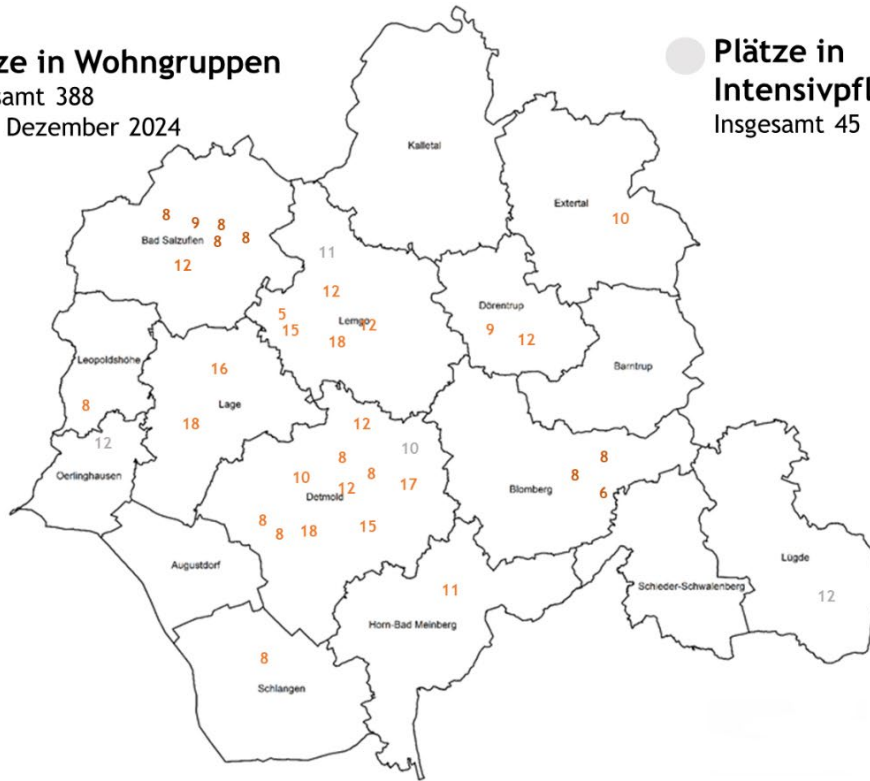 ze in Wohngruppen
samt 388
Dezember 2024
Plätze in
Intensivpfl
Insgesamt 45
Kalletal
Extertal
10
8
9
8
8
8
Bad Salzuflen
12
11
12
5
15
Lemgo
12
18
Dörentrup
9
12
Barntrup
Leopoldshöhe
8
16
Lage
18
12
Oerlinghausen
12
8
10
10
8
12
17
Detmold
8
8
18
15
8
8
6
Blomberg
Augustdorf
Lügde
12
Schieder-Schwalenberg
11
Horn-Bad Meinberg
8
Schlangen